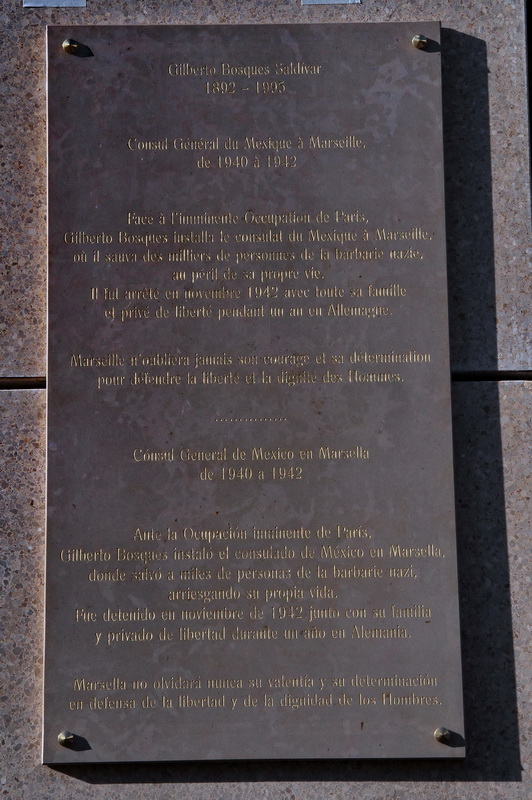 Gilberto Bosques Saldívar
1892 - 1995
Consul Général du Mexique à Marseille,
de 1940 à 1942
Face à l'imminente Occupation de Paris,
Gilberto Bosques installa le consulat du Mexique à Marseille,
où il sauva des milliers de personnes de la barbarie nazie,
au péril de sa propre vie.
Il fut arrêté en novembre 1942 avec toute sa famille
et privé de liberté pendant un an en Allemagne.
Marseille n'oubliera jamais son courage et sa détermination
pour défendre la liberté et la dignité des Hommes.
...............
Cónsul General de México en Marsella
de 1940 a 1942
Ante la Ocupación imminente de París,
Gilberto Bosques instaló el consulado de México en Marsella,
donde salvó a miles de personas de la barbarie nazi,
arriesgando su propia vida.
Fue detenido en noviembre de 1942 junto con su familia
y privado de libertad durante un año en Alemania.
Marsella no olvidará nunca su valentía y su determinación
en defensa de la libertad y de la dignidad de los Hombres.